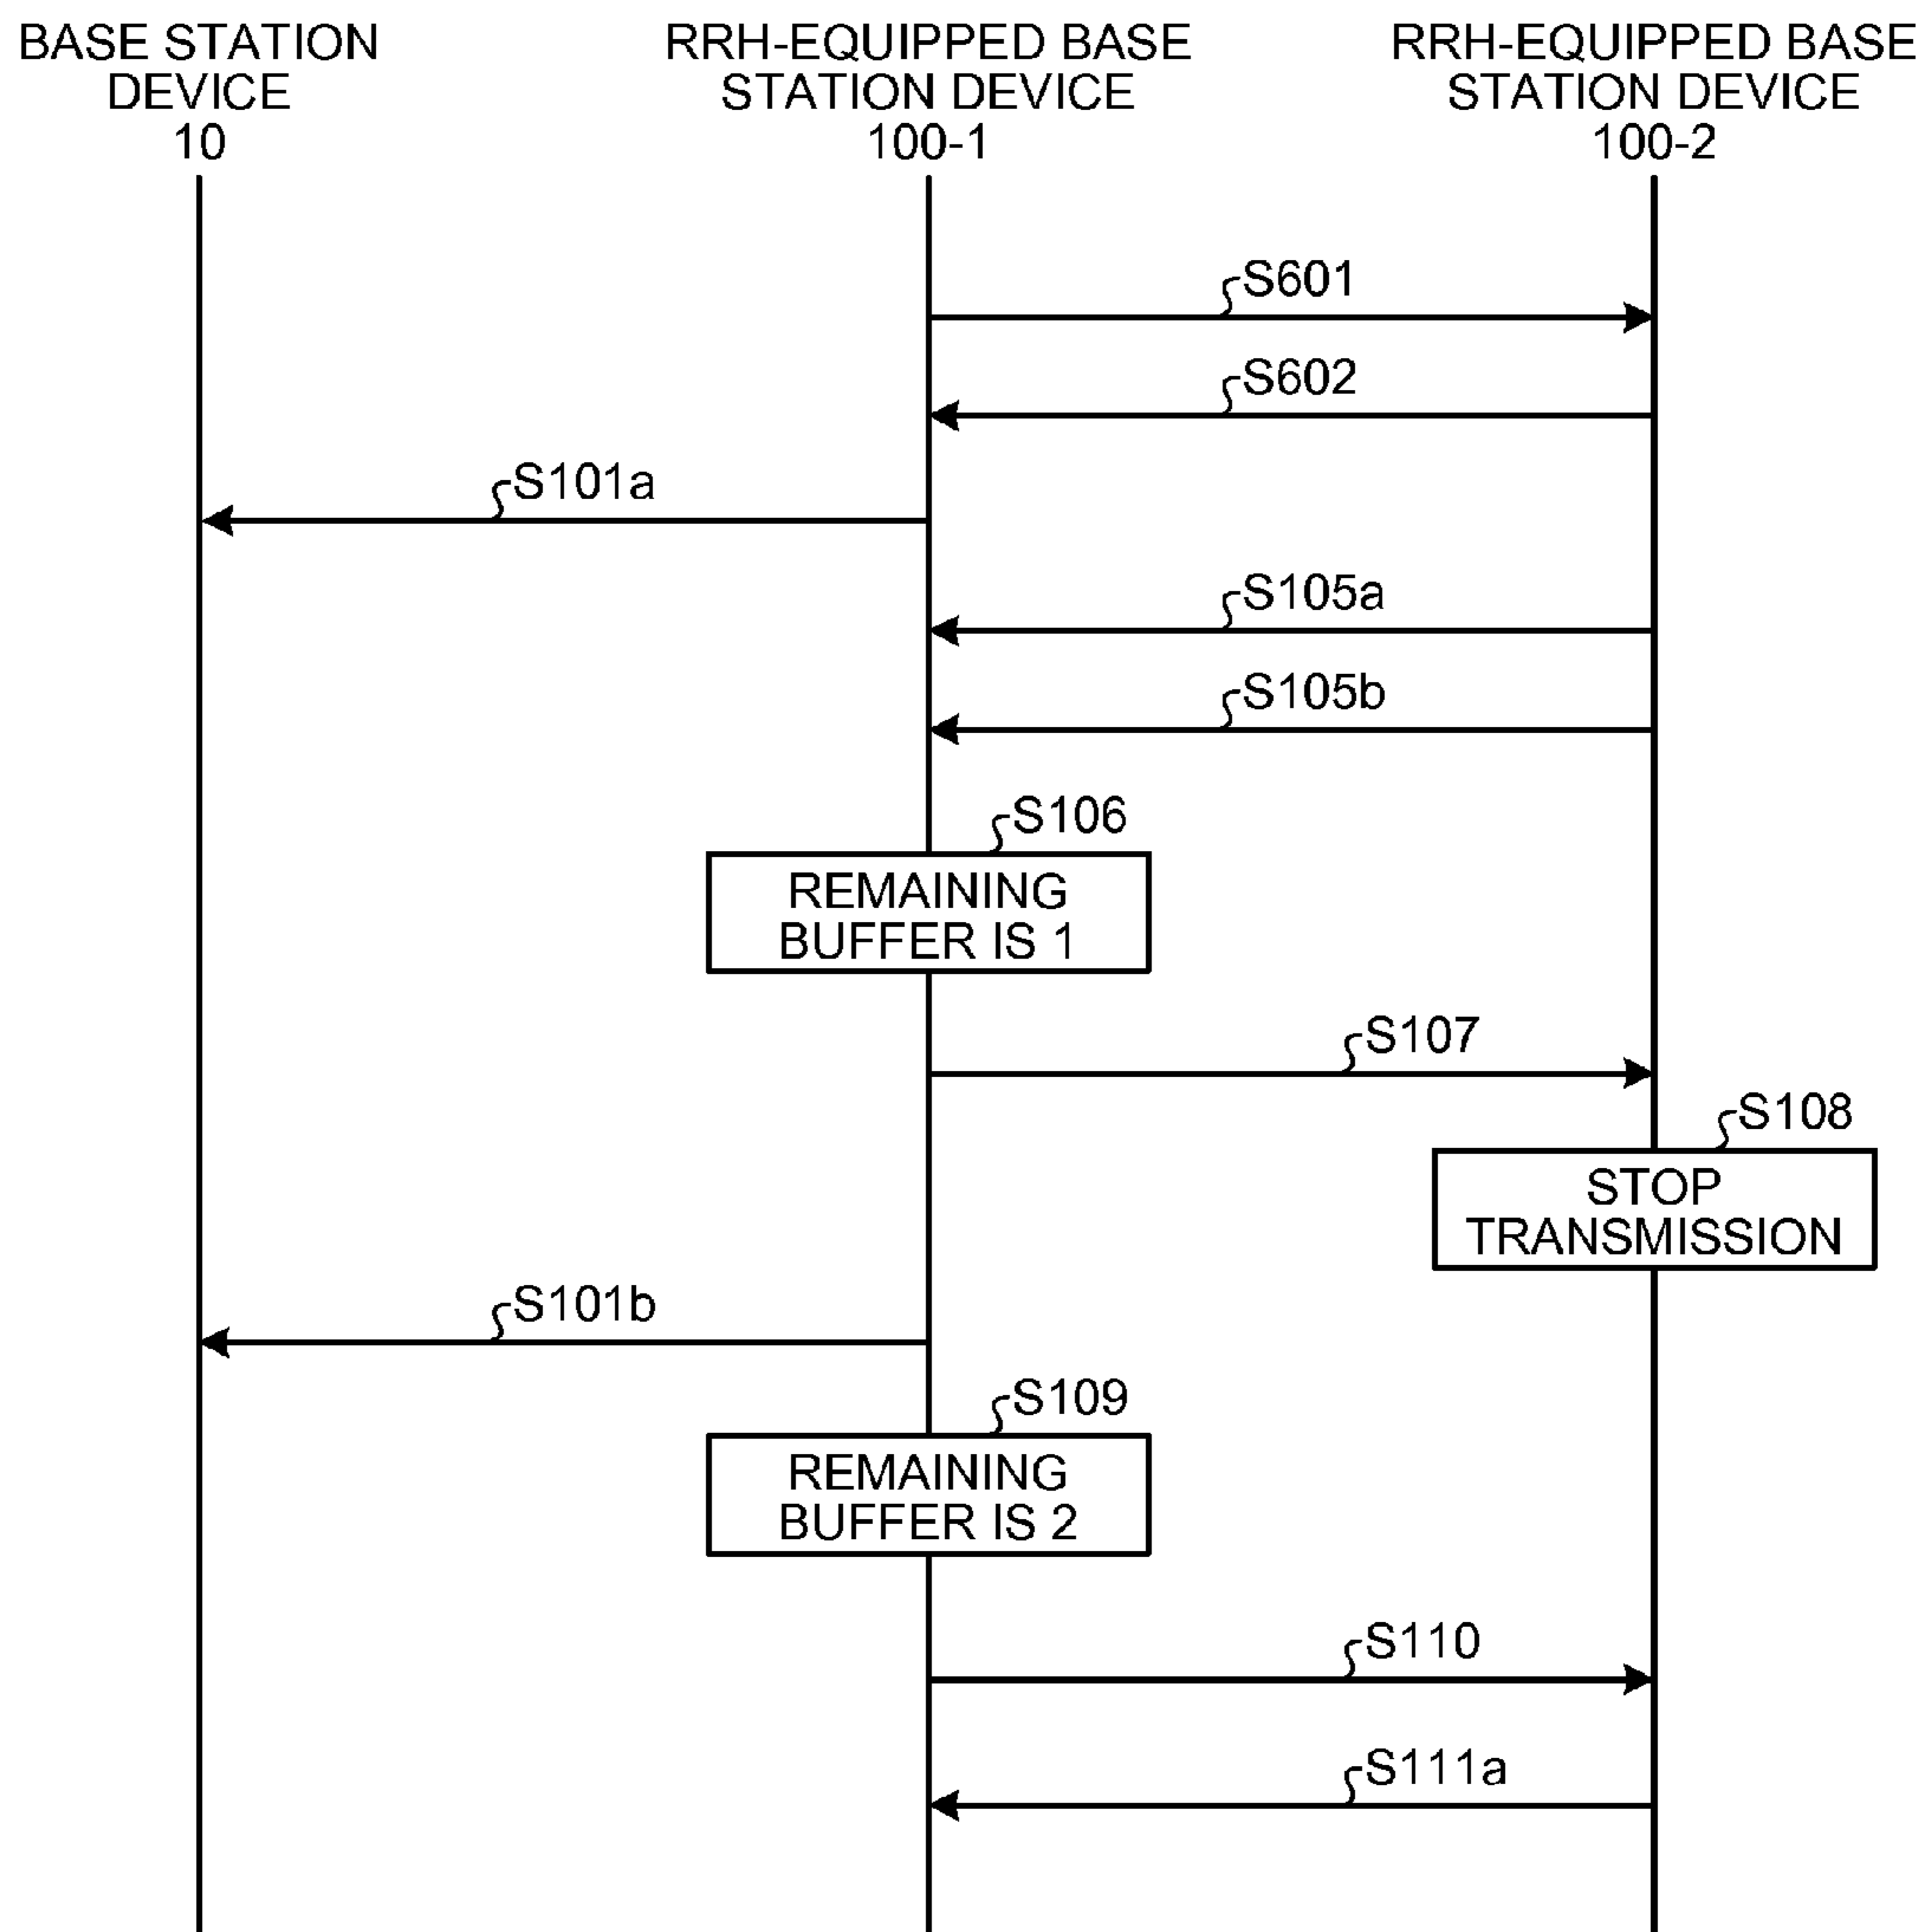 BASE STATION
DEVICE
10
RRH-EQUIPPED BASE
STATION DEVICE
100-1
RRH-EQUIPPED BASE
STATION DEVICE
100-2
S601
S602
S101a
S105a
S105b
S106
REMAINING
BUFFER IS 1
S107
S108
STOP
TRANSMISSION
S101b
S109
REMAINING
BUFFER IS 2
S110
S111a